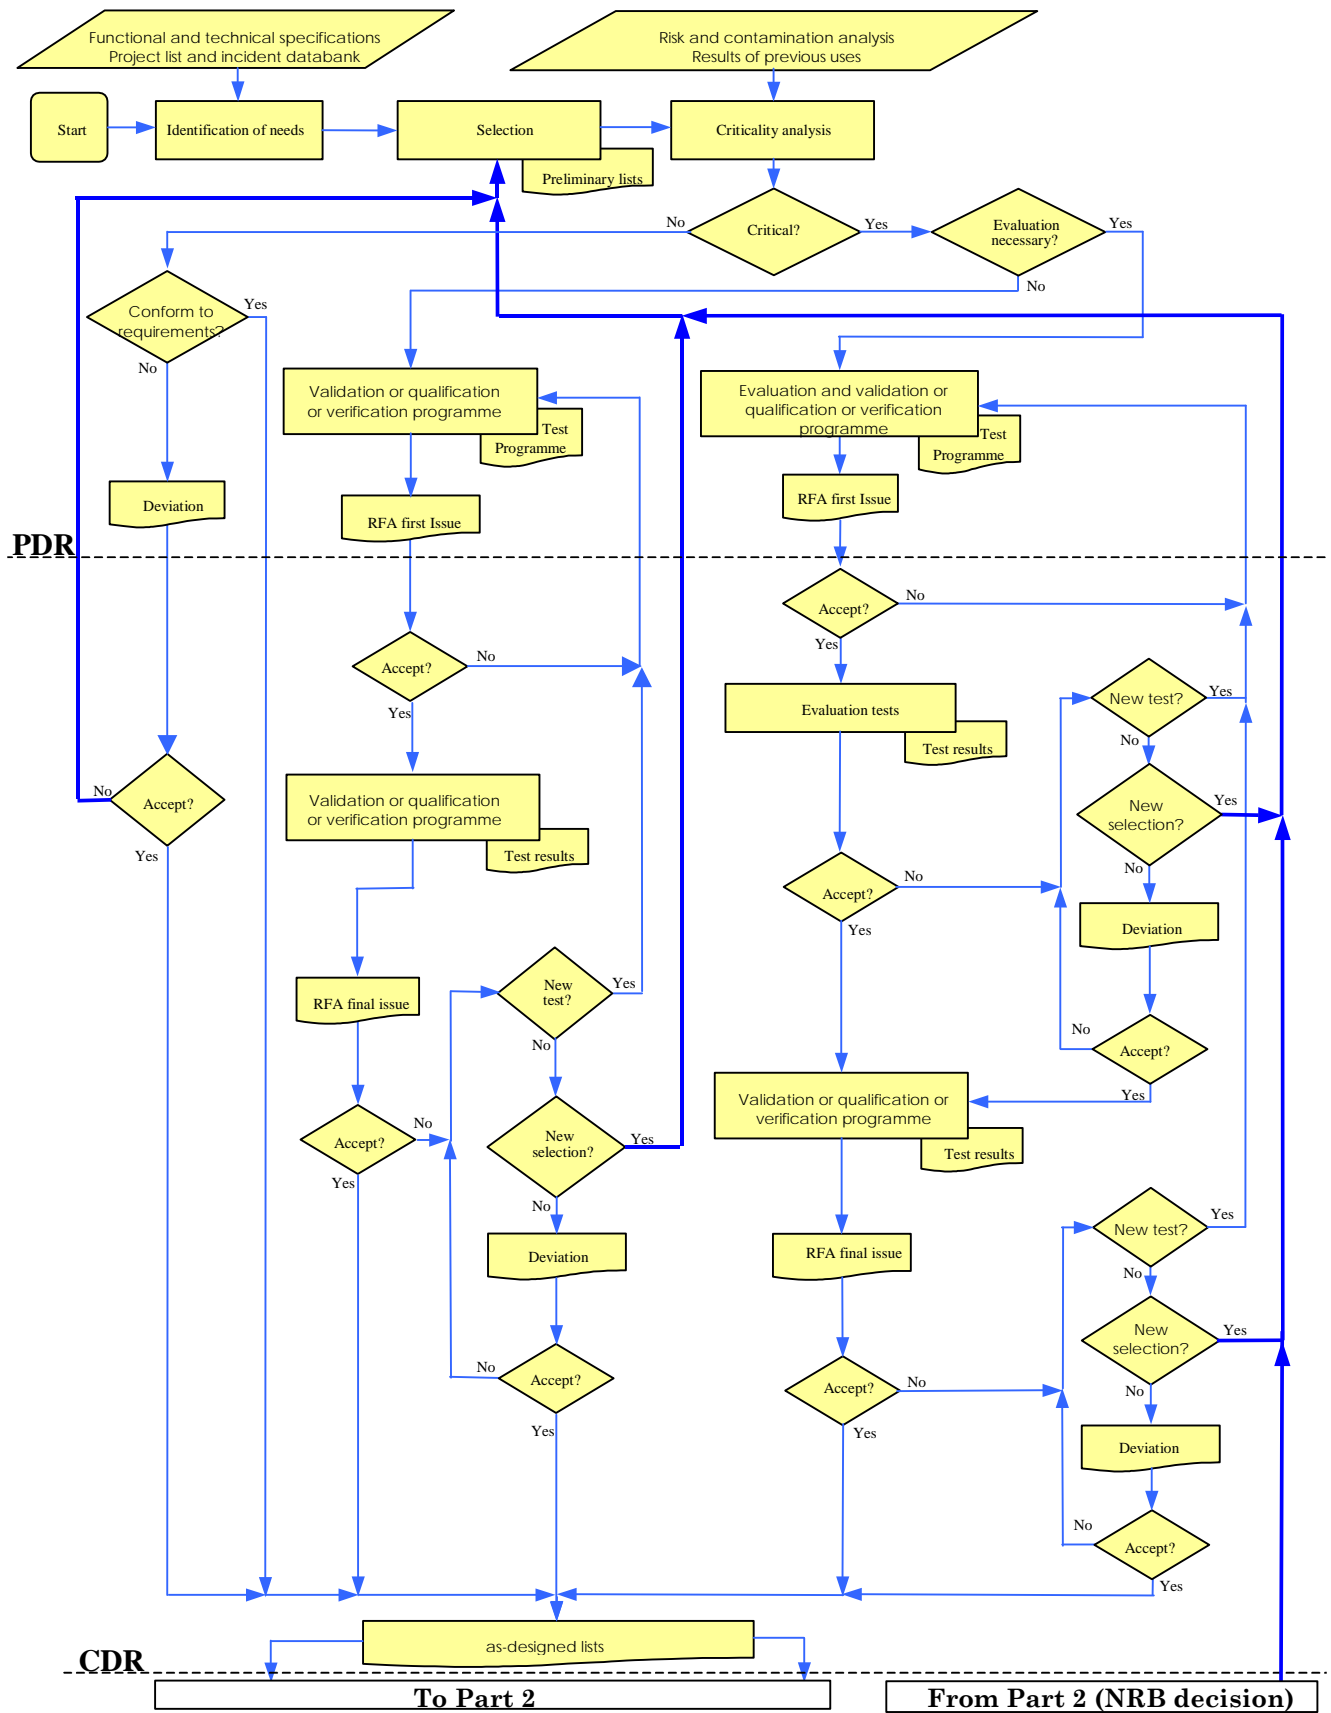 Functional and technical specifications
Project list and incident databank
Risk and contamination analysis
Results of previous uses
Start
Identification of needs
Selection
Criticality analysis
Preliminary lists
No
Critical?
Yes
Evaluation
necessary?
Yes
No
Conform to
requirements?
Yes
No
Validation or qualification
or verification programme
Test
Programme
Evaluation and validation or
qualification or verification
programme
Test
Programme
Deviation
RFA first Issue
RFA first Issue
PDR
Accept?
No
Yes
Accept?
No
Yes
Evaluation tests
Test results
New test?
Yes
No
No
Accept?
Yes
Validation or qualification
or verification programme
Test results
New
selection?
Yes
No
Accept?
No
Yes
Deviation
RFA final issue
New
test?
Yes
No
No
Accept?
Yes
Validation or qualification or
verification programme
Test results
Accept?
No
Yes
New
selection?
Yes
No
New test?
Yes
No
Deviation
RFA final issue
New
selection?
Yes
No
No
Accept?
Yes
Accept?
No
Yes
Deviation
No
Accept?
Yes
as-designed lists
CDR
To Part 2
From Part 2 (NRB decision)